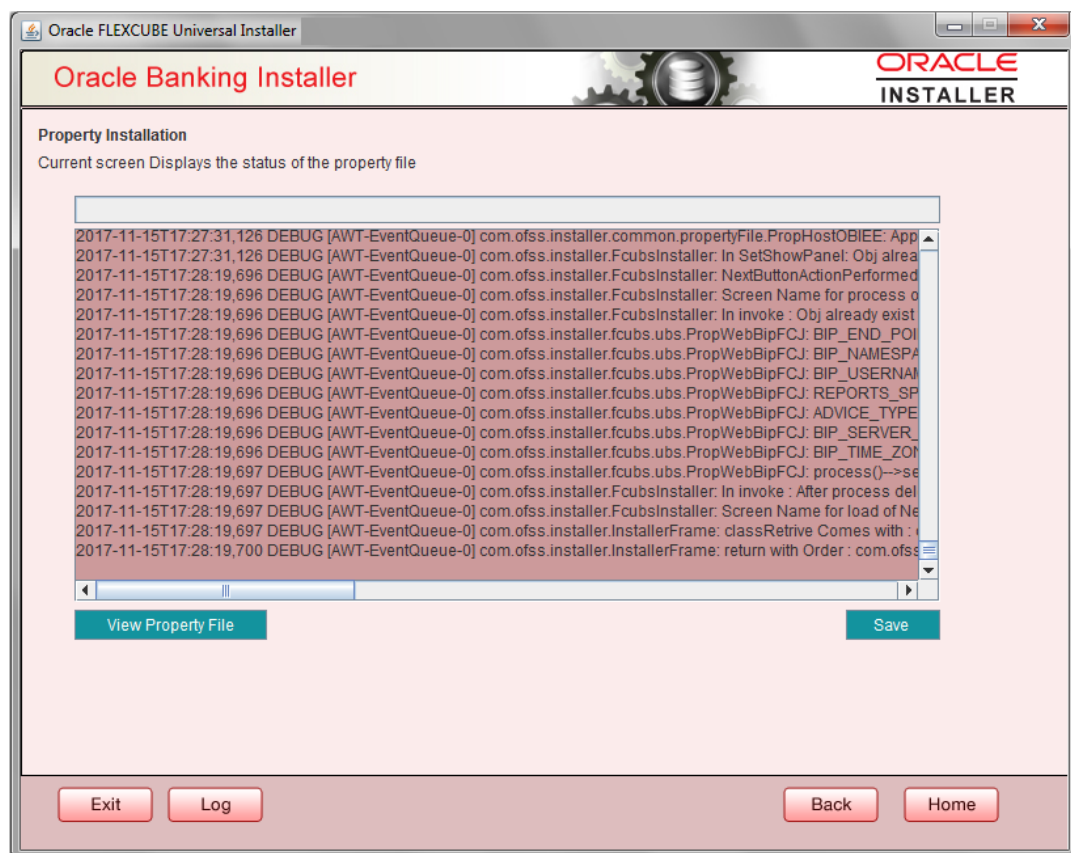 Oracle FLEXCUBE Universal Installer
Oracle Banking Installer
ORACLE
INSTALLER
Property Installation
Current screen Displays the status of the property file
2017-11-15T17:27:31,126 DEBUG [AWT-EventQueue-0] com.ofss.installer.common.propertyFile.PropHostOBIEE: App
2017-11-15T17:27:31,126 DEBUG [AWT-EventQueue-0] com.ofss.installer.FcubsInstaller: In SetShowPanel: Obj alrea
2017-11-15T17:28:19,696 DEBUG [AWT-EventQueue-0] com.ofss.installer.FcubsInstaller: NextButtonActionPerformed
2017-11-15T17:28:19,696 DEBUG [AWT-EventQueue-0] com.ofss.installer.FcubsInstaller: Screen Name for process o
2017-11-15T17:28:19,696 DEBUG [AWT-EventQueue-0] com.ofss.installer.FcubsInstaller: In invoke : Obj already exist
2017-11-15T17:28:19,696 DEBUG [AWT-EventQueue-0] com.ofss.installer.fcubs.ubs.PropWebBipFCJ: BIP_END_POI
2017-11-15T17:28:19,696 DEBUG [AWT-EventQueue-0] com.ofss.installer.fcubs.ubs.PropWebBipFCJ: BIP_NAMESPA
2017-11-15T17:28:19,696 DEBUG [AWT-EventQueue-0] com.ofss.installer.fcubs.ubs.PropWebBipFCJ: BIP_USERNAM
2017-11-15T17:28:19,696 DEBUG [AWT-EventQueue-0] com.ofss.installer.fcubs.ubs.PropWebBipFCJ: REPORTS_SP
2017-11-15T17:28:19,696 DEBUG [AWT-EventQueue-0] com.ofss.installer.fcubs.ubs.PropWebBipFCJ: ADVICE_TYPE
2017-11-15T17:28:19,696 DEBUG [AWT-EventQueue-0] com.ofss.installer.fcubs.ubs.PropWebBipFCJ: BIP_SERVER_
2017-11-15T17:28:19,696 DEBUG [AWT-EventQueue-0] com.ofss.installer.fcubs.ubs.PropWebBipFCJ: BIP_TIME_ZON
2017-11-15T17:28:19,697 DEBUG [AWT-EventQueue-0] com.ofss.installer.fcubs.ubs.PropWebBipFCJ: process()-->se
2017-11-15T17:28:19,697 DEBUG [AWT-EventQueue-0] com.ofss.installer.FcubsInstaller: In invoke : After process del
2017-11-15T17:28:19,697 DEBUG [AWT-EventQueue-0] com.ofss.installer.FcubsInstaller: Screen Name for load of Ne
2017-11-15T17:28:19,697 DEBUG [AWT-EventQueue-0] com.ofss.installer.InstallerFrame: classRetrive Comes with :
2017-11-15T17:28:19,700 DEBUG [AWT-EventQueue-0] com.ofss.installer.InstallerFrame: return with Order : com.ofss
View Property File
Save
Exit
Log
Back
Home